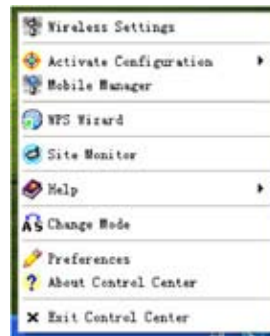 Wireless Settings
Activate Configuration
Mobile Manager
WPS Wizard
Site Monitor
Help
AS Change Mode
Preferences
About Control Center
Exit Control Center